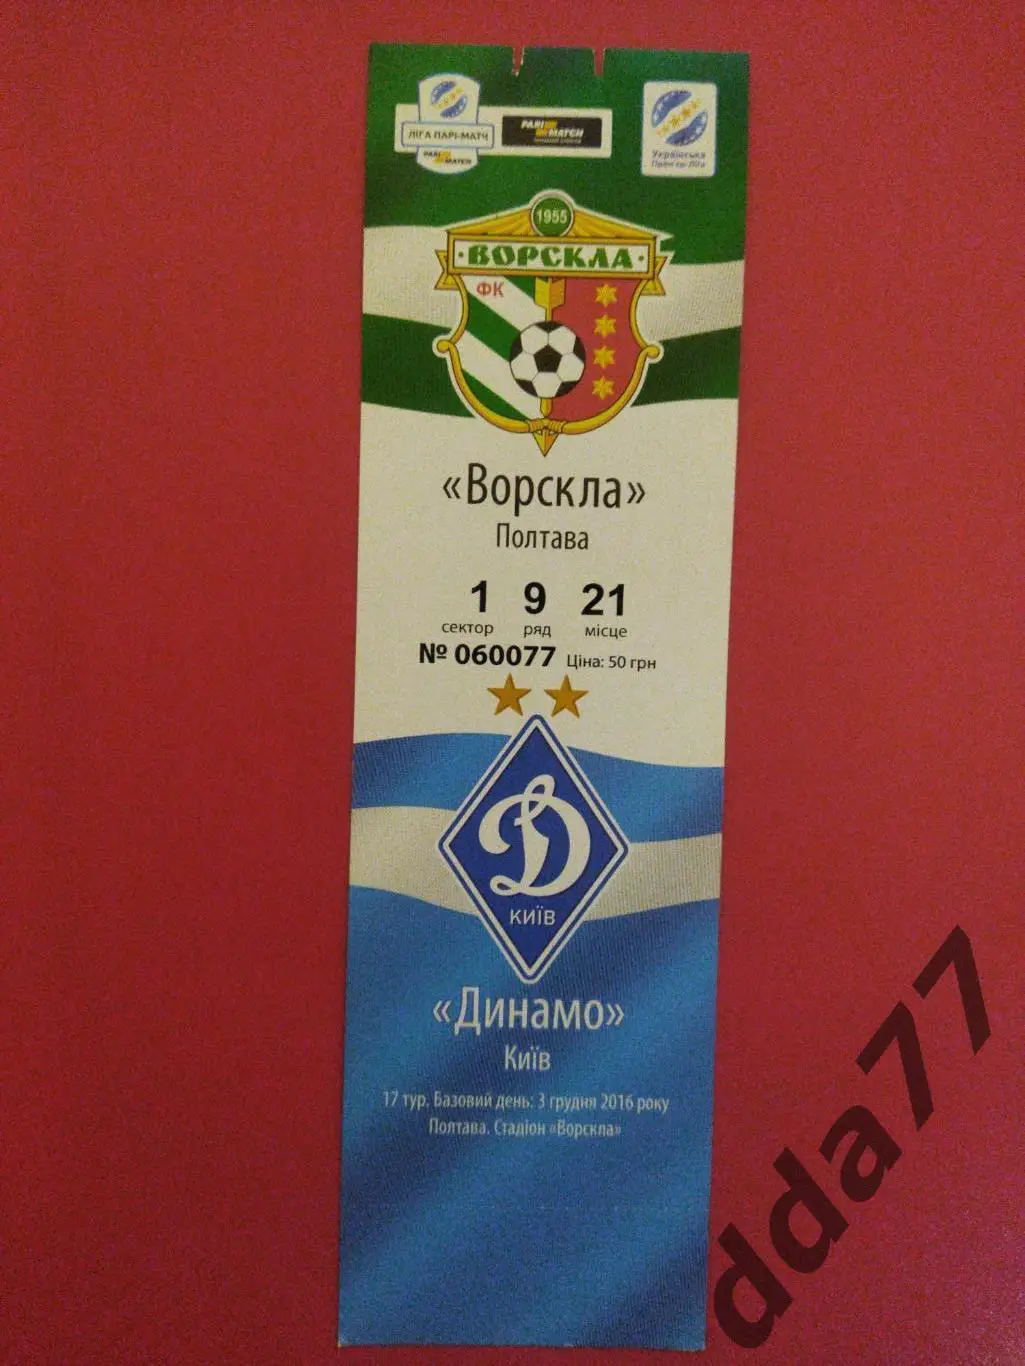 ЛІГА ПАРІ-МАТЧ
PARI MATCH
PARI MATCH
Українська
Прем'єр-Ліга
1955
·ВОРСКЛА·
ФК
«Ворскла»
Полтава
1 9 21
сектор ряд місце
№ 060077 Ціна: 50 грн
Д
КИЇВ
«Динамо»
Київ
17 тур. Базовий день: 3 грудня 2016 року
Полтава. Стадіон «Ворскла»
dda77